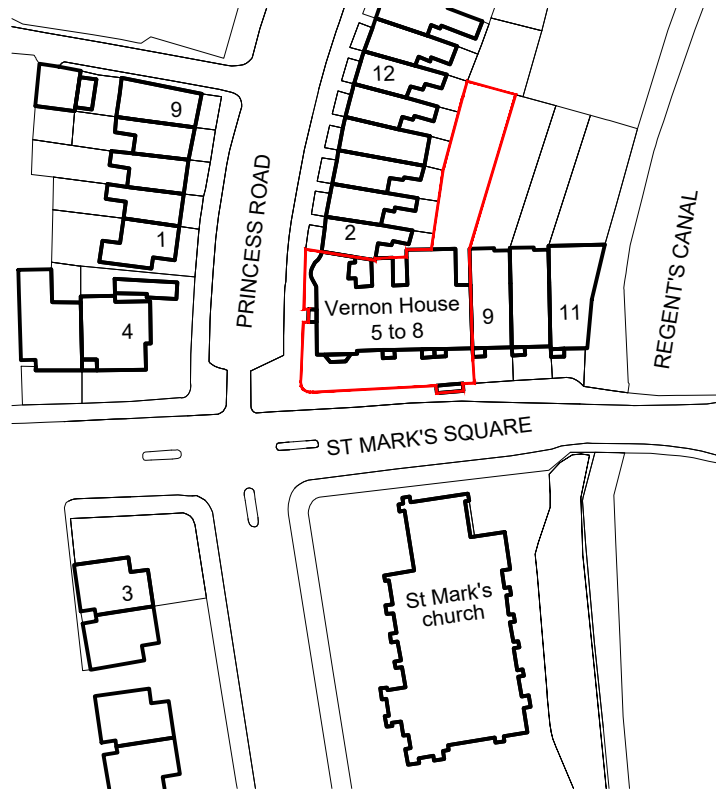 12
9
PRINCESS ROAD
REGENT'S CANAL
2
1
Vernon House
5 to 8
9
11
4
ST MARK'S SQUARE
3
St Mark's
church